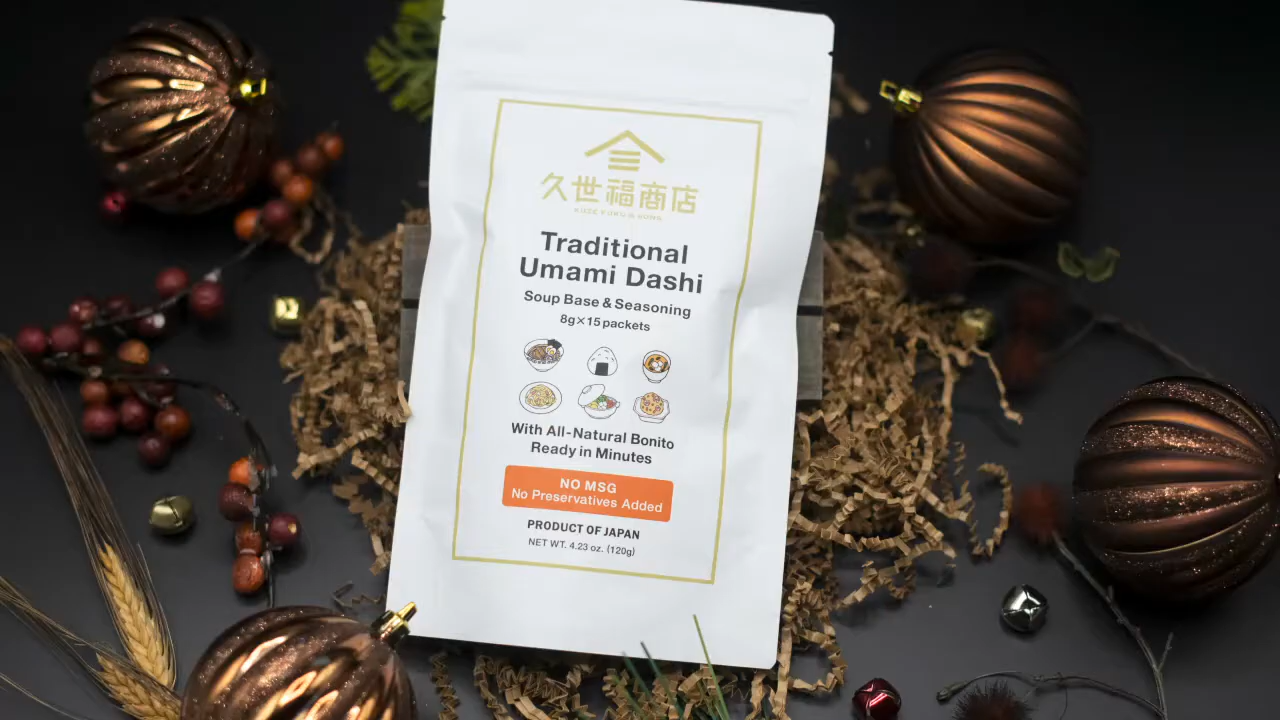 久世福商店
KUZE FUKU & SONS
Traditional
Umami Dashi
Soup Base & Seasoning
8g×15 packets
With All-Natural Bonito
Ready in Minutes
NO MSG
No Preservatives Added
PRODUCT OF JAPAN
NET WT. 4.23 oz. (120g)